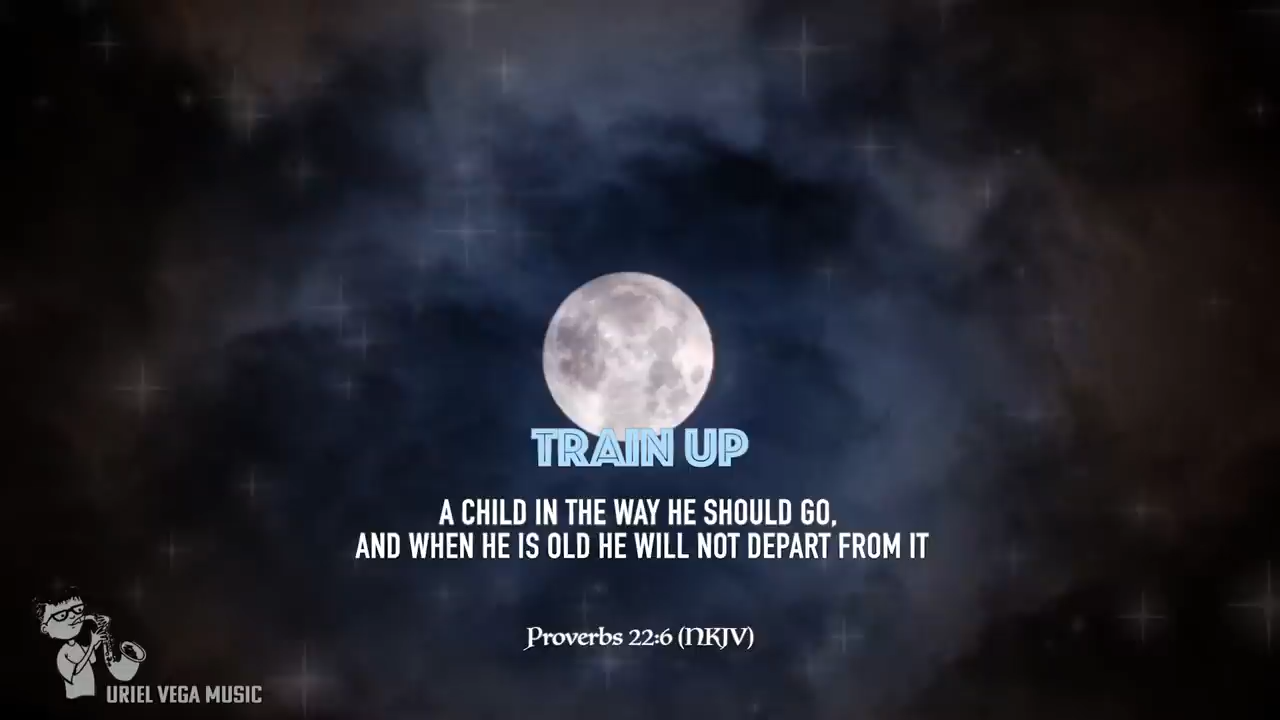 TRAIN UP
A CHILD IN THE WAY HE SHOULD GO,
AND WHEN HE IS OLD HE WILL NOT DEPART FROM IT
Proverbs 22:6 (NKJV)
URIEL VEGA MUSIC